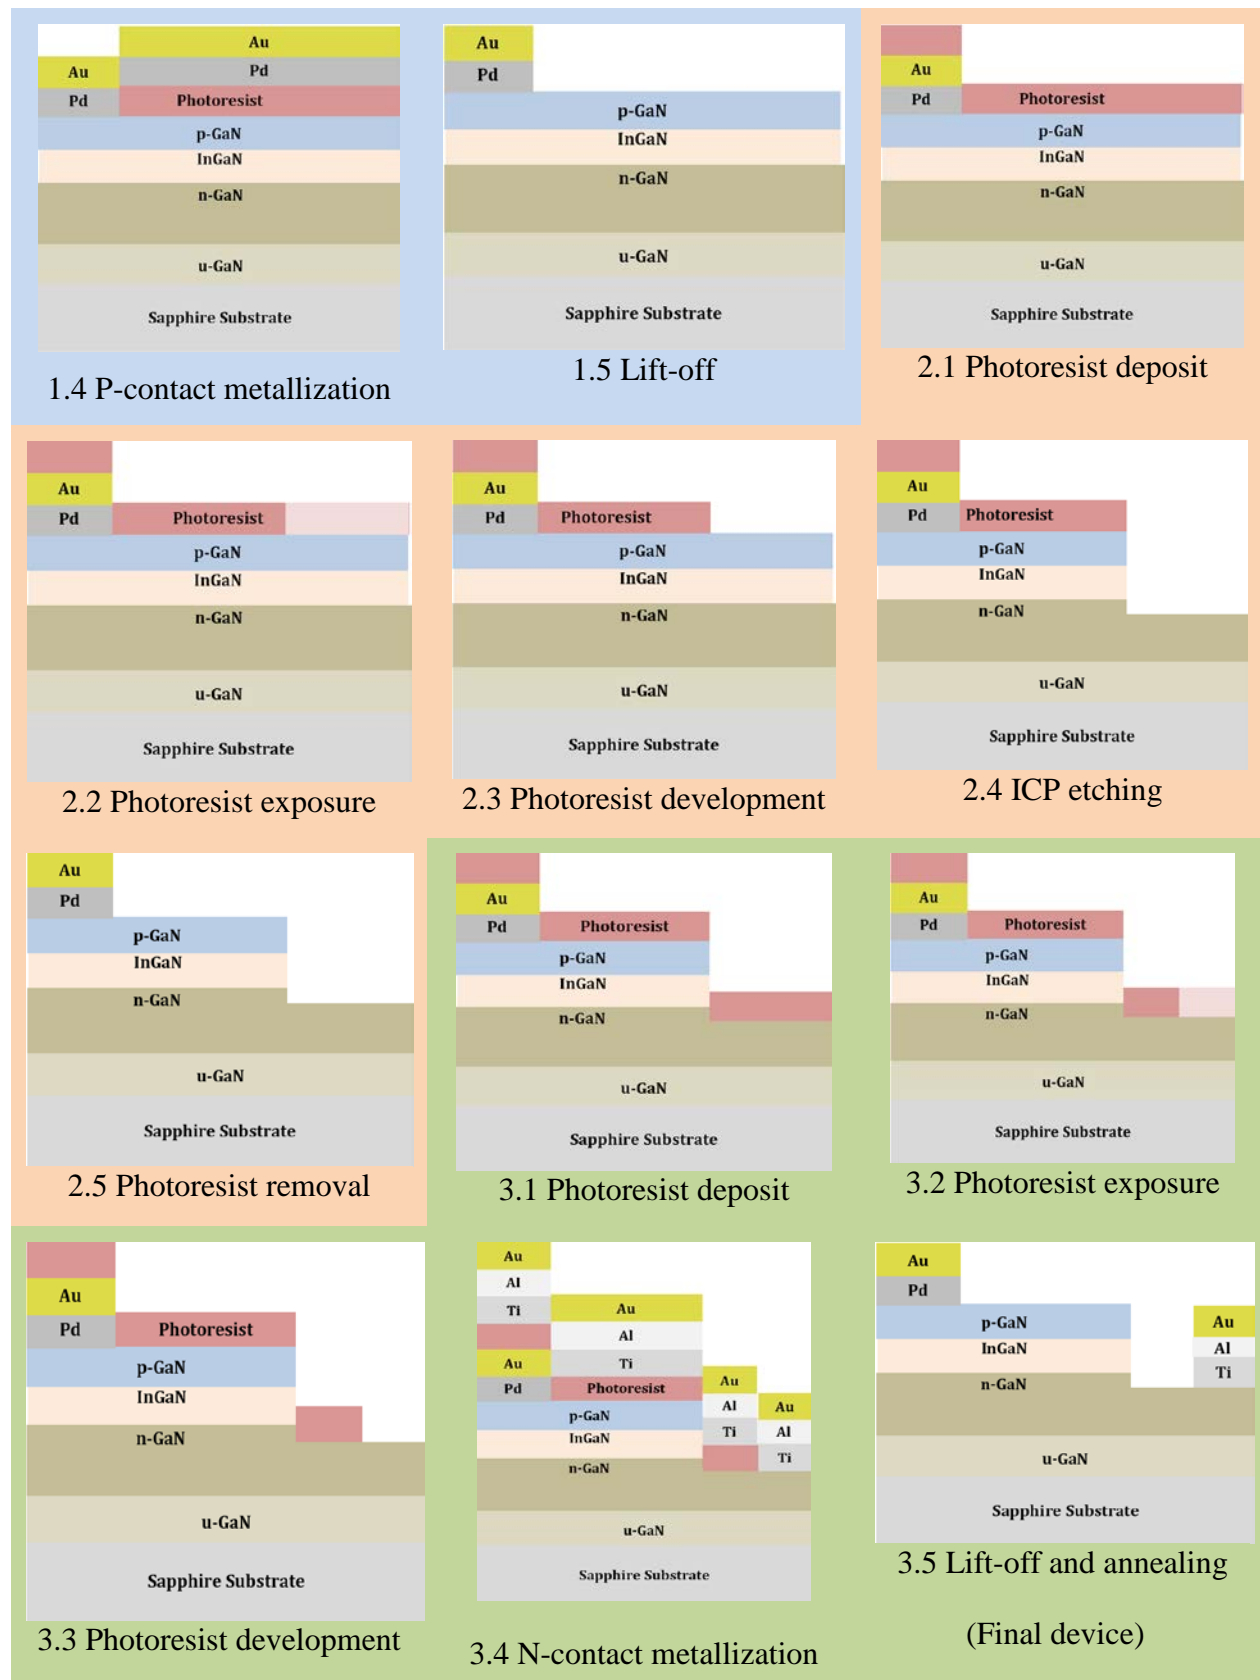 Au
Au
Pd
Pd
Photoresist
p-GaN
InGaN
n-GaN
u-GaN
Sapphire Substrate
1.4 P-contact metallization
Au
Pd
p-GaN
InGaN
n-GaN
u-GaN
Sapphire Substrate
1.5 Lift-off
Au
Pd
Photoresist
p-GaN
InGaN
n-GaN
u-GaN
Sapphire Substrate
2.1 Photoresist deposit
Au
Pd
Photoresist
p-GaN
InGaN
n-GaN
u-GaN
Sapphire Substrate
2.2 Photoresist exposure
Au
Pd
Photoresist
p-GaN
InGaN
n-GaN
u-GaN
Sapphire Substrate
2.3 Photoresist development
Au
Pd
Photoresist
p-GaN
InGaN
n-GaN
u-GaN
Sapphire Substrate
2.4 ICP etching
Au
Pd
p-GaN
InGaN
n-GaN
u-GaN
Sapphire Substrate
2.5 Photoresist removal
Au
Pd
Photoresist
p-GaN
InGaN
n-GaN
u-GaN
Sapphire Substrate
3.1 Photoresist deposit
Au
Pd
Photoresist
p-GaN
InGaN
n-GaN
u-GaN
Sapphire Substrate
3.2 Photoresist exposure
Au
Pd
Photoresist
p-GaN
InGaN
n-GaN
u-GaN
Sapphire Substrate
3.3 Photoresist development
Au
Al
Ti
Au
Al
Au
Ti
Pd
Photoresist
Au
Al
Au
p-GaN
Ti
Al
InGaN
Ti
n-GaN
u-GaN
Sapphire Substrate
3.4 N-contact metallization
Au
Pd
p-GaN
Au
InGaN
Al
Ti
n-GaN
u-GaN
Sapphire Substrate
3.5 Lift-off and annealing
(Final device)